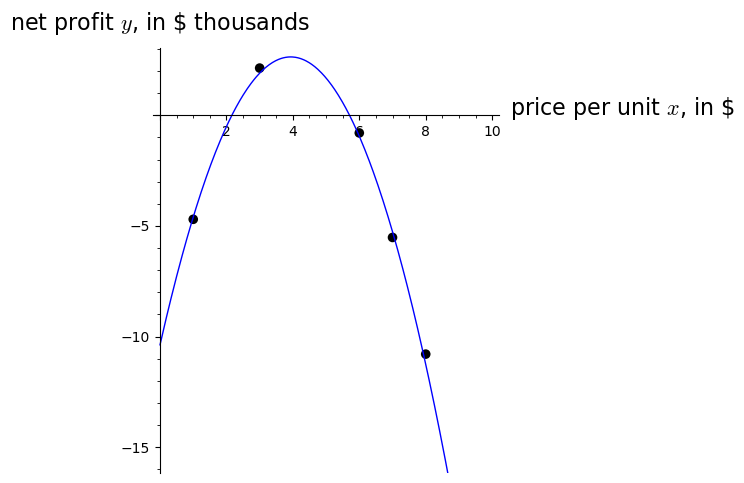 net profit y, in $ thousands
price per unit x, in $
2 4 6 8 10
−5
−10
−15